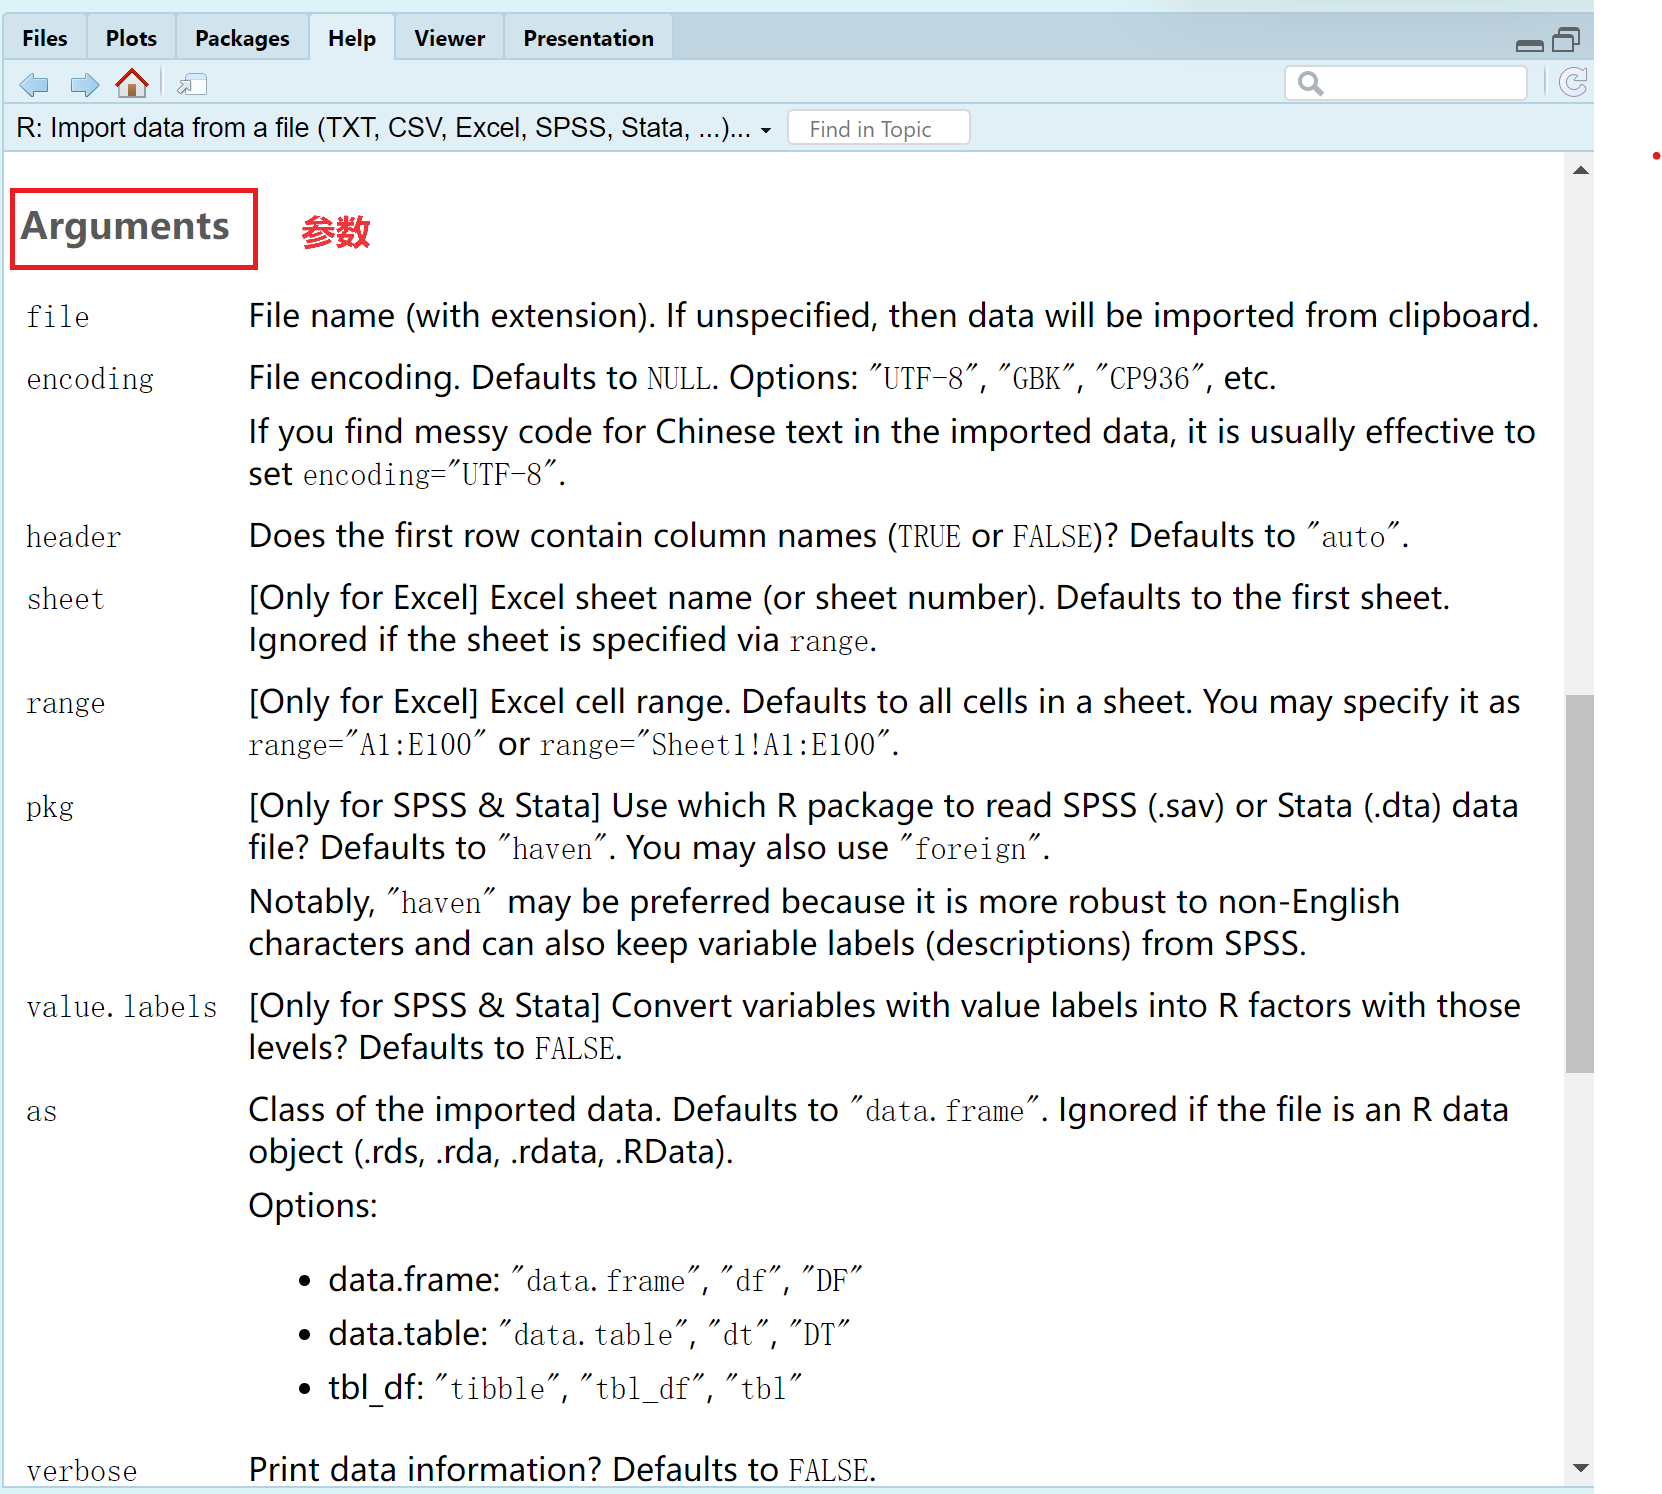 Files Plots Packages Help Viewer Presentation
R: Import data from a file (TXT, CSV, Excel, SPSS, Stata, ...)... Find in Topic
Arguments 参数
file File name (with extension). If unspecified, then data will be imported from clipboard.
encoding File encoding. Defaults to NULL. Options: "UTF-8", "GBK", "CP936", etc.
If you find messy code for Chinese text in the imported data, it is usually effective to
set encoding="UTF-8".
header Does the first row contain column names (TRUE or FALSE)? Defaults to "auto".
sheet [Only for Excel] Excel sheet name (or sheet number). Defaults to the first sheet.
Ignored if the sheet is specified via range.
range [Only for Excel] Excel cell range. Defaults to all cells in a sheet. You may specify it as
range="A1:E100" or range="Sheet1!A1:E100".
pkg [Only for SPSS & Stata] Use which R package to read SPSS (.sav) or Stata (.dta) data
file? Defaults to "haven". You may also use "foreign".
Notably, "haven" may be preferred because it is more robust to non-English
characters and can also keep variable labels (descriptions) from SPSS.
value.labels [Only for SPSS & Stata] Convert variables with value labels into R factors with those
levels? Defaults to FALSE.
as Class of the imported data. Defaults to "data.frame". Ignored if the file is an R data
object (.rds, .rda, .rdata, .RData).
Options:
• data.frame: "data.frame", "df", "DF"
• data.table: "data.table", "dt", "DT"
• tbl_df: "tibble", "tbl_df", "tbl"
verbose Print data information? Defaults to FALSE.